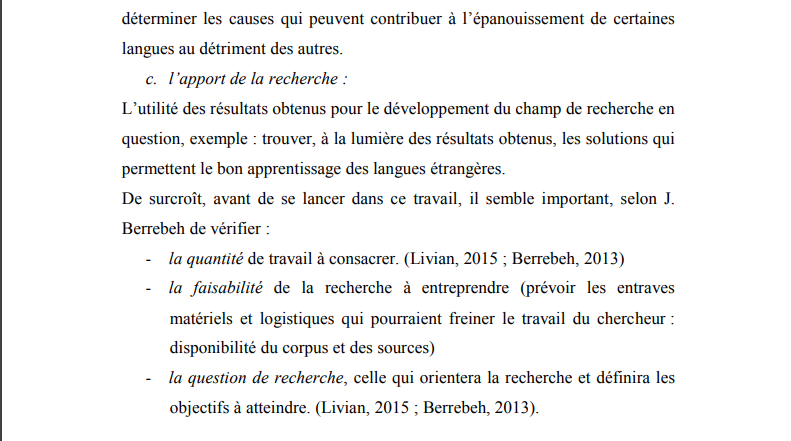 déterminer les causes qui peuvent contribuer à l’épanouissement de certaines
langues au détriment des autres.
c. l’apport de la recherche :
L’utilité des résultats obtenus pour le développement du champ de recherche en
question, exemple : trouver, à la lumière des résultats obtenus, les solutions qui
permettent le bon apprentissage des langues étrangères.
De surcroît, avant de se lancer dans ce travail, il semble important, selon J.
Berrebeh de vérifier :
- la quantité de travail à consacrer. (Livian, 2015 ; Berrebeh, 2013)
- la faisabilité de la recherche à entreprendre (prévoir les entraves
matériels et logistiques qui pourraient freiner le travail du chercheur :
disponibilité du corpus et des sources)
- la question de recherche, celle qui orientera la recherche et définira les
objectifs à atteindre. (Livian, 2015 ; Berrebeh, 2013).